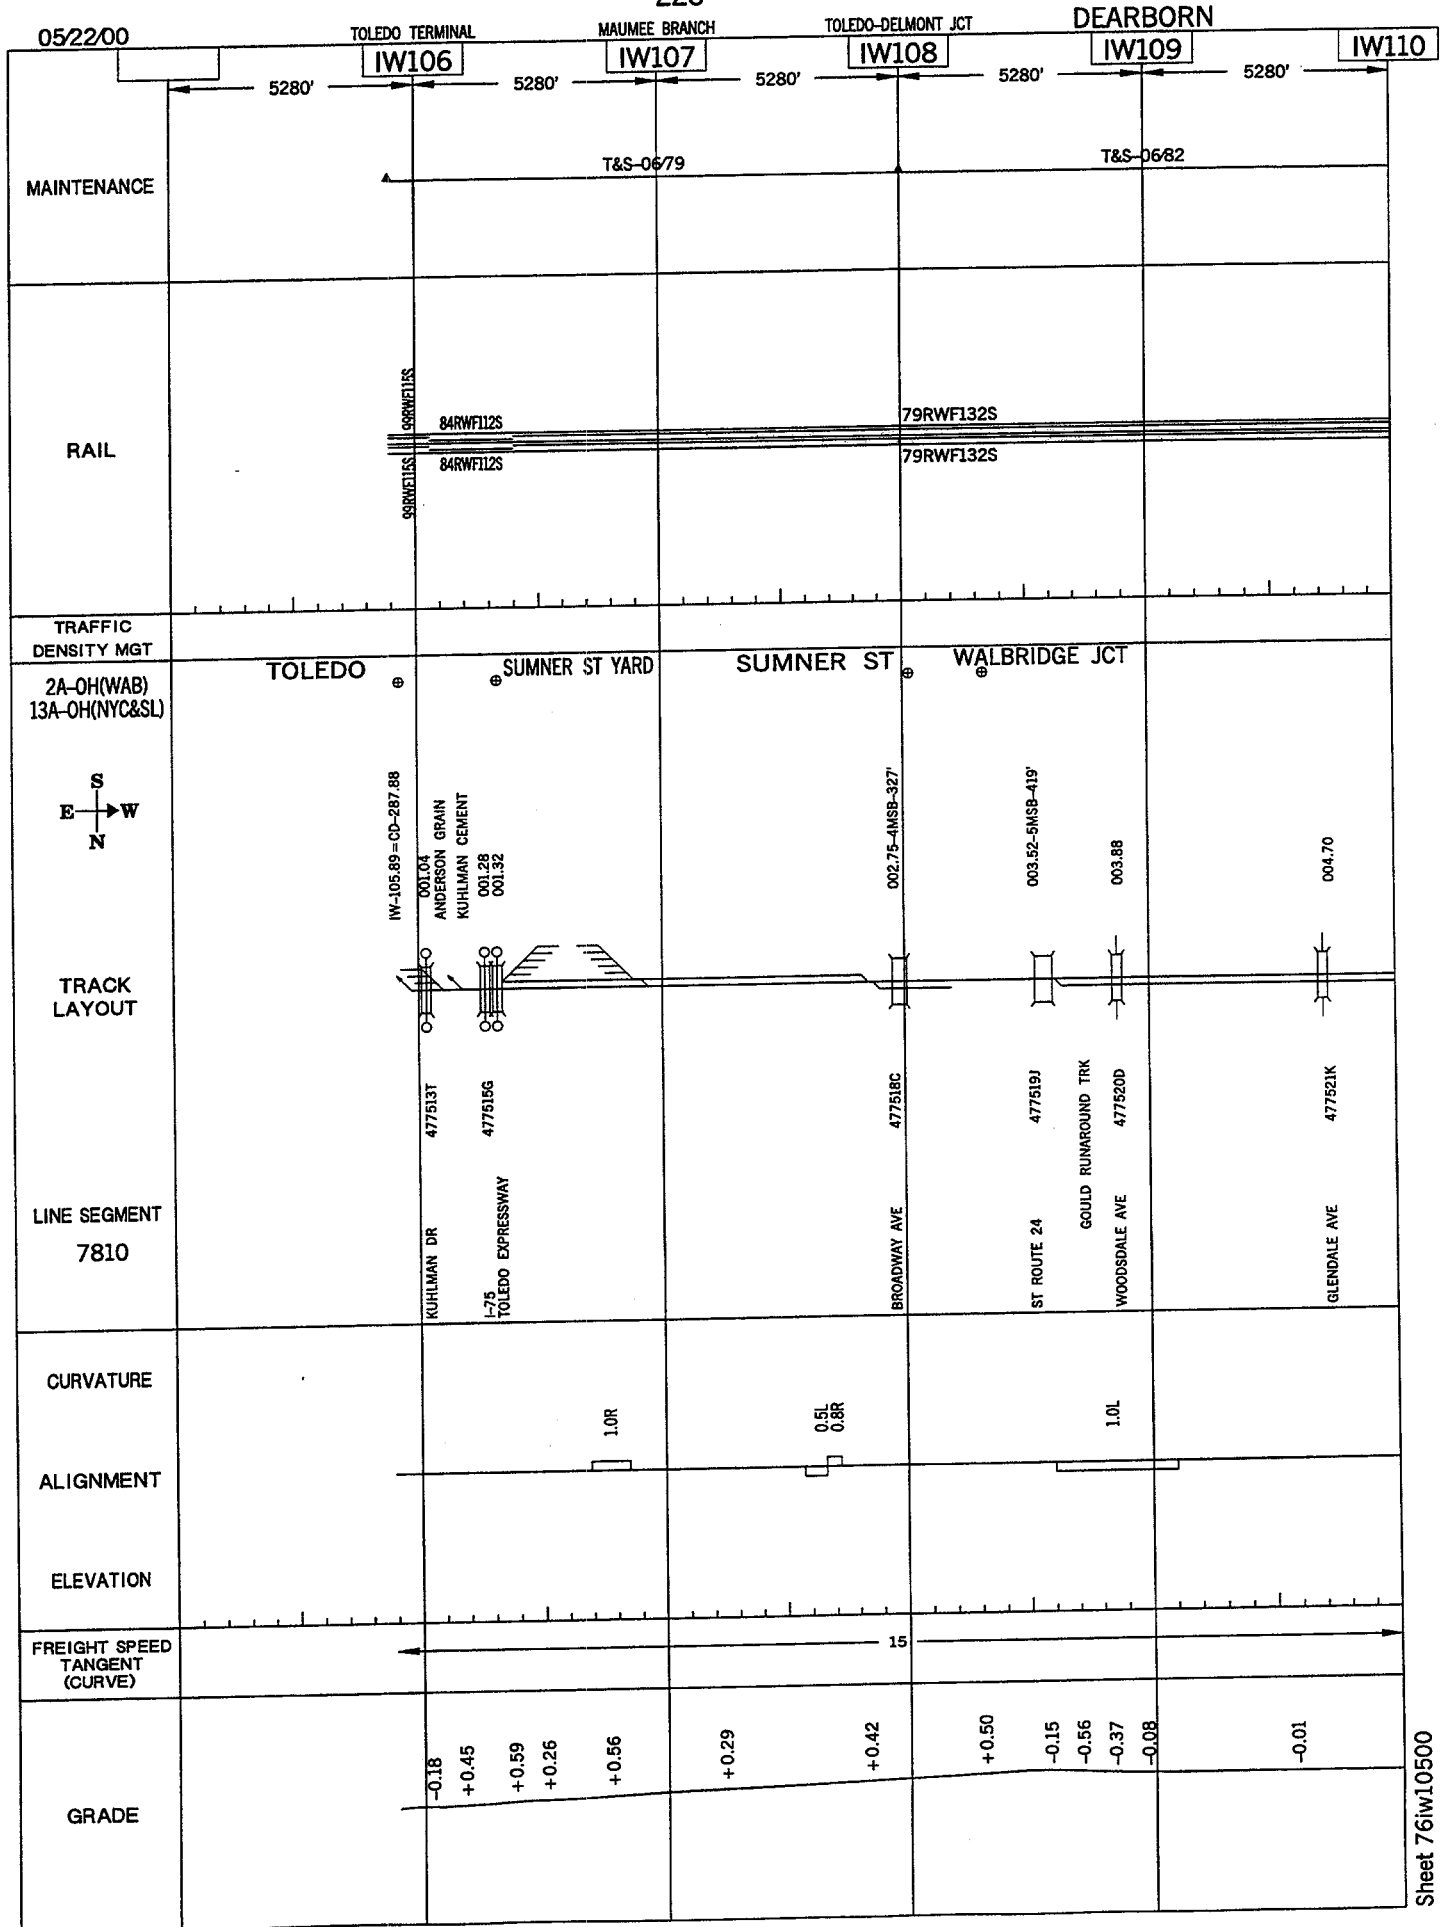 05/22/00
TOLEDO TERMINAL
MAUMEE BRANCH
TOLEDO-DELMONT JCT
DEARBORN
IW106
IW107
IW108
IW109
IW110
5280'
5280'
5280'
5280'
5280'
MAINTENANCE
T&S-06/79
T&S-06/82
RAIL
99RWF115S
84RWF112S
79RWF132S
99RWF115S
84RWF112S
79RWF132S
TRAFFIC
DENSITY MGT
2A-OH(WAB)
13A-OH(NYC&SL)
TOLEDO
SUMNER ST YARD
SUMNER ST
WALBRIDGE JCT
S
E W
N
IW-105.89=CD-287.88
001.04
ANDERSON GRAIN
KUHLMAN CEMENT
001.28
001.32
002.75-4MSB-327'
003.52-5MSB-419'
003.88
004.70
TRACK
LAYOUT
477513T
477515G
477518C
477519J
GOULD RUNAROUND TRK
477520D
477521K
LINE SEGMENT
7810
KUHLMAN DR
I-75
TOLEDO EXPRESSWAY
BROADWAY AVE
ST ROUTE 24
WOODSDALE AVE
GLENDALE AVE
CURVATURE
1.0R
0.5L
0.8R
1.0L
ALIGNMENT
ELEVATION
FREIGHT SPEED
TANGENT
(CURVE)
15
GRADE
-0.18
+0.45
+0.59
+0.26
+0.56
+0.29
+0.42
+0.50
-0.15
-0.56
-0.37
-0.08
-0.01
Sheet 76iw10500